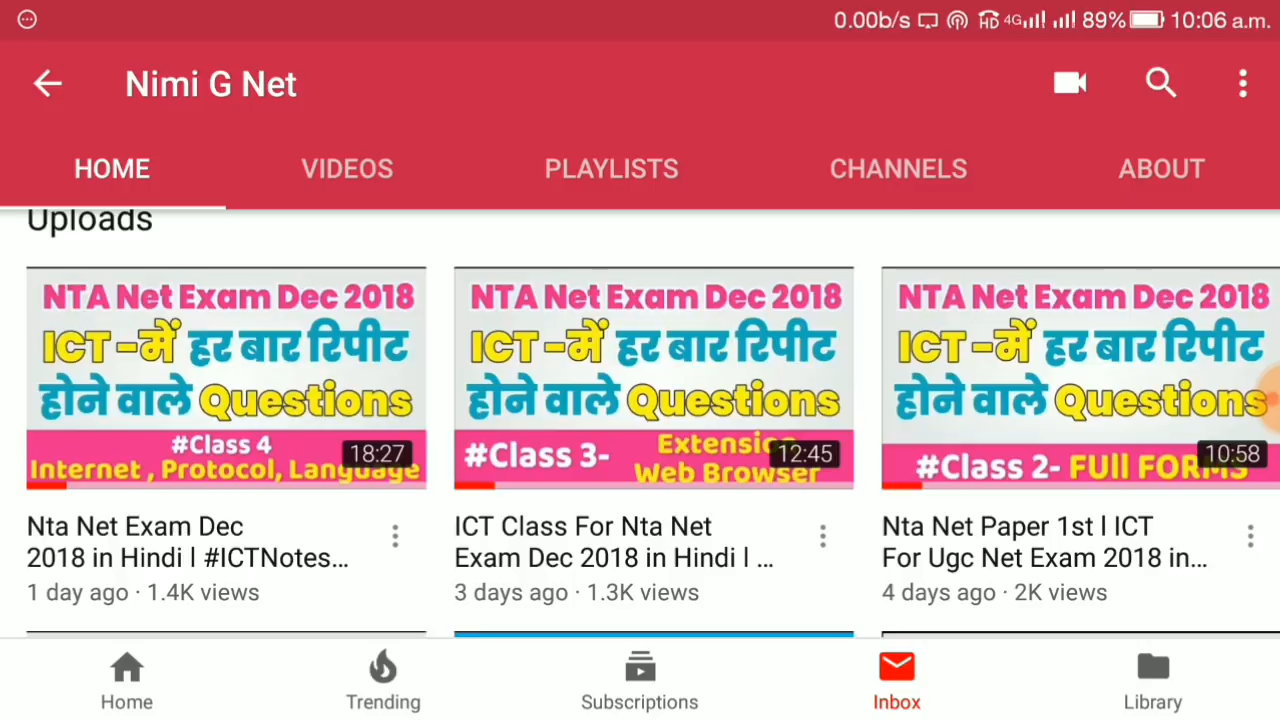 0.00b/s HD 4G 89% 10:06 a.m.
Nimi G Net
HOME VIDEOS PLAYLISTS CHANNELS ABOUT
Uploads
NTA Net Exam Dec 2018
ICT -में हर बार रिपीट
होने वाले Questions
#Class 4
Internet , Protocol, Language
18:27
Nta Net Exam Dec
2018 in Hindi l #ICTNotes...
1 day ago · 1.4K views
NTA Net Exam Dec 2018
ICT -में हर बार रिपीट
होने वाले Questions
#Class 3-
Extension
Web Browser
12:45
ICT Class For Nta Net
Exam Dec 2018 in Hindi l ...
3 days ago · 1.3K views
NTA Net Exam Dec 2018
ICT -में हर बार रिपीट
होने वाले Questions
#Class 2- FUll FORMS
10:58
Nta Net Paper 1st l ICT
For Ugc Net Exam 2018 in...
4 days ago · 2K views
Home Trending Subscriptions Inbox Library